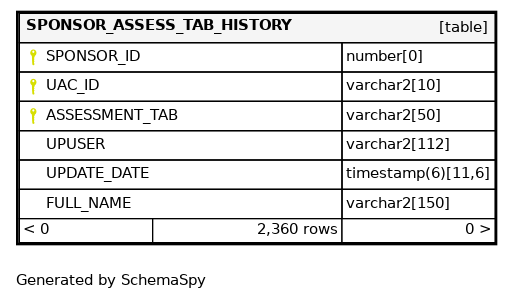 SPONSOR_ASSESS_TAB_HISTORY [table]
SPONSOR_ID number[0]
UAC_ID varchar2[10]
ASSESSMENT_TAB varchar2[50]
UPUSER varchar2[112]
UPDATE_DATE timestamp(6)[11,6]
FULL_NAME varchar2[150]
< 0 2,360 rows 0 >
Generated by SchemaSpy